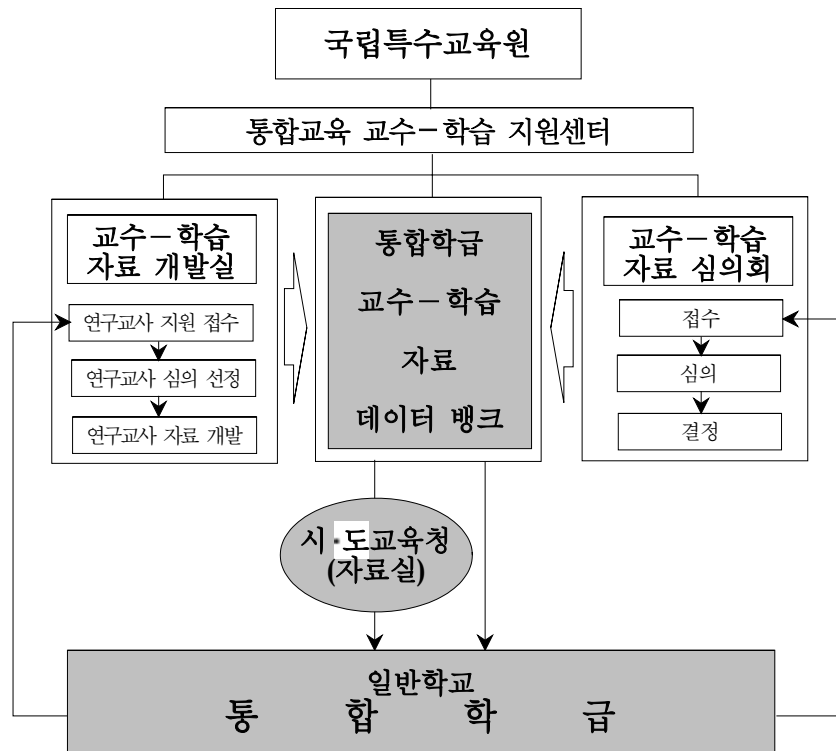 국립특수교육원
통합교육 교수－학습 지원센터
교수－학습
자료 개발실
연구교사 지원 접수
연구교사 심의 선정
연구교사 자료 개발
통합학급
교수－학습
자료
데이터 뱅크
교수－학습
자료 심의회
접수
심의
결정
시·도교육청
(자료실)
일반학교
통 합 학 급